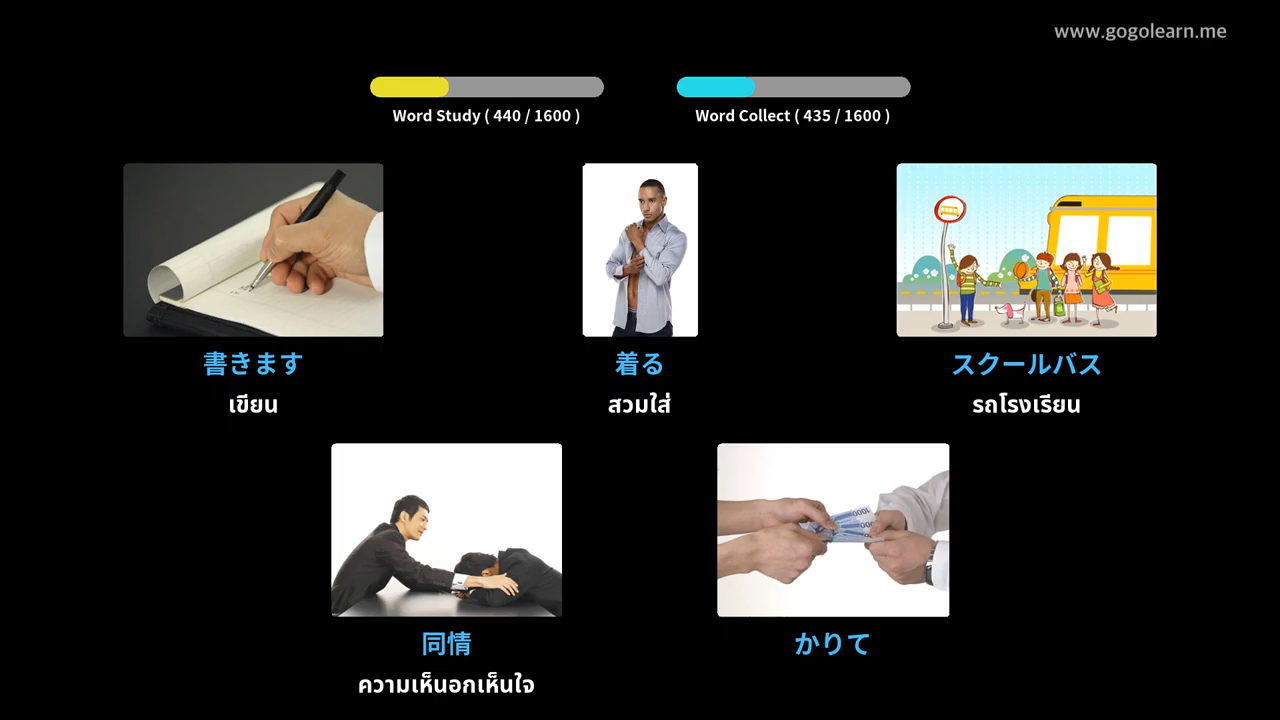 www.gogolearn.me
Word Study ( 440 / 1600 )
Word Collect ( 435 / 1600 )
書きます
着る
スクールバス
เขียน
สวมใส่
รถโรงเรียน
同情
かりて
ความเห็นอกเห็นใจ